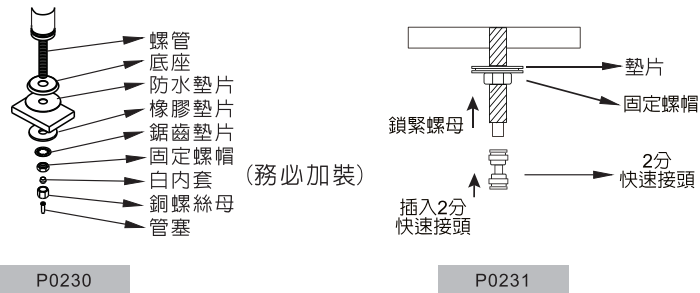 螺管
底座
防水墊片
橡膠墊片
鋸齒墊片
固定螺帽
白內套
(務必加裝)
銅螺絲母
管塞
P0230
墊片
固定螺帽
鎖緊螺母
2分
快速接頭
插入2分
快速接頭
P0231